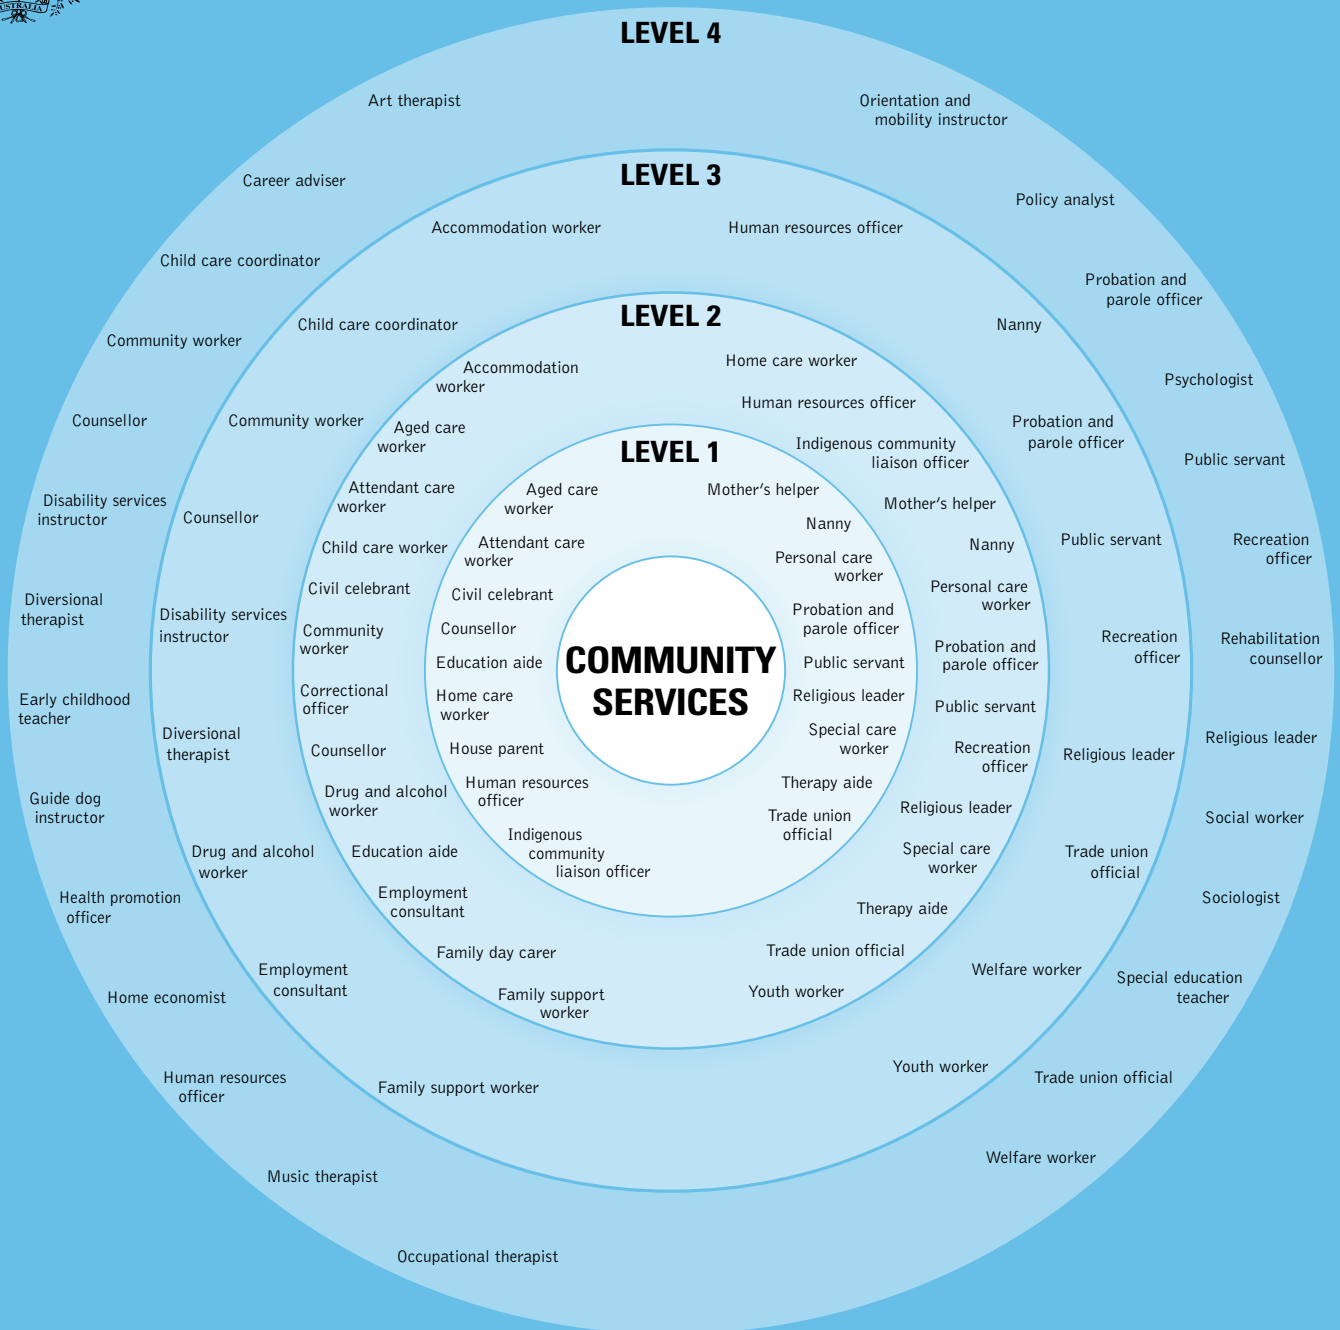 AUSTRALIA
LEVEL 4
Art therapist
Career adviser
Child care coordinator
Community worker
Counsellor
Disability services
instructor
Diversional
therapist
Early childhood
teacher
Guide dog
instructor
Health promotion
officer
Home economist
Human resources
officer
Music therapist
Occupational therapist
Orientation and
mobility instructor
Policy analyst
Probation and
parole officer
Psychologist
Public servant
Recreation
officer
Rehabilitation
counsellor
Religious leader
Social worker
Sociologist
Special education
teacher
Trade union official
Welfare worker
LEVEL 3
Accommodation worker
Child care coordinator
Community worker
Counsellor
Disability services
instructor
Diversional
therapist
Drug and alcohol
worker
Employment
consultant
Family support worker
Human resources officer
Nanny
Probation and
parole officer
Public servant
Recreation
officer
Religious leader
Trade union
official
Welfare worker
Youth worker
LEVEL 2
Accommodation
worker
Aged care
worker
Attendant care
worker
Child care worker
Civil celebrant
Community
worker
Correctional
officer
Counsellor
Drug and alcohol
worker
Education aide
Employment
consultant
Family day carer
Family support
worker
Home care worker
Human resources officer
Indigenous community
liaison officer
Mother's helper
Nanny
Personal care
worker
Probation and
parole officer
Public servant
Recreation
officer
Religious leader
Special care
worker
Therapy aide
Trade union official
Youth worker
LEVEL 1
Aged care
worker
Attendant care
worker
Civil celebrant
Counsellor
Education aide
Home care
worker
House parent
Human resources
officer
Indigenous
community
liaison officer
Mother's helper
Nanny
Personal care
worker
Probation and
parole officer
Public servant
Religious leader
Special care
worker
Therapy aide
Trade union
official
COMMUNITY
SERVICES